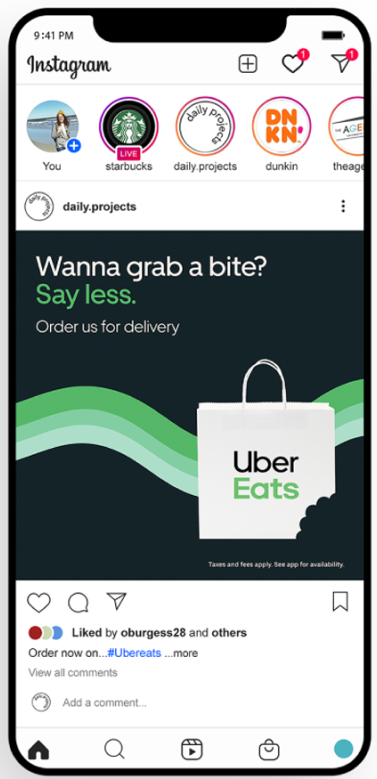 9:41 PM
Instagram
1
1
DN
KN'
daily projects
LIVE
You
starbucks
daily.projects
dunkin
theage
daily projects
daily.projects
Wanna grab a bite?
Say less.
Order us for delivery
Uber
Eats
Taxes and fees apply. See app for availability.
Liked by oburgess28 and others
Order now on...#Ubereats ...more
View all comments
Add a comment...